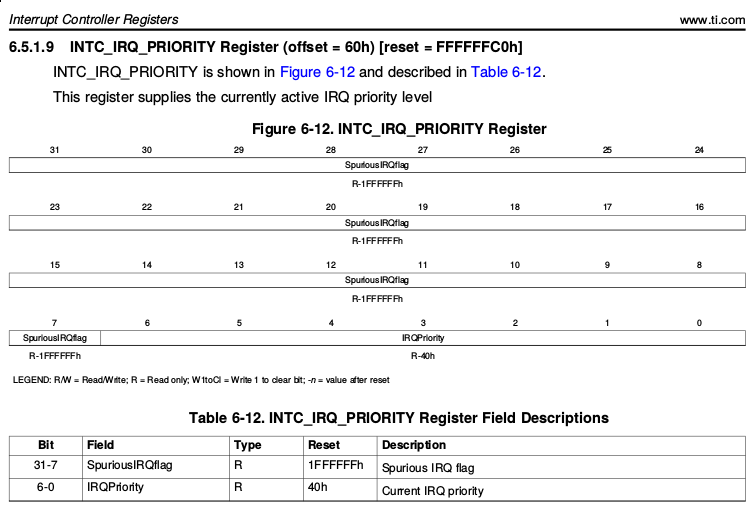 Interrupt Controller Registers www.ti.com
6.5.1.9 INTC_IRQ_PRIORITY Register (offset = 60h) [reset = FFFFFFC0h]
INTC_IRQ_PRIORITY is shown in Figure 6-12 and described in Table 6-12.
This register supplies the currently active IRQ priority level
Figure 6-12. INTC_IRQ_PRIORITY Register
31 30 29 28 27 26 25 24
SpuriousIRQflag
R-1FFFFFFh
23 22 21 20 19 18 17 16
SpuriousIRQflag
R-1FFFFFFh
15 14 13 12 11 10 9 8
SpuriousIRQflag
R-1FFFFFFh
7 6 5 4 3 2 1 0
SpuriousIRQflag IRQPriority
R-1FFFFFFh R-40h
LEGEND: R/W = Read/Write; R = Read only; W1toCl = Write 1 to clear bit; -n = value after reset
Table 6-12. INTC_IRQ_PRIORITY Register Field Descriptions
Bit Field Type Reset Description
31-7 SpuriousIRQflag R 1FFFFFFh Spurious IRQ flag
6-0 IRQPriority R 40h Current IRQ priority